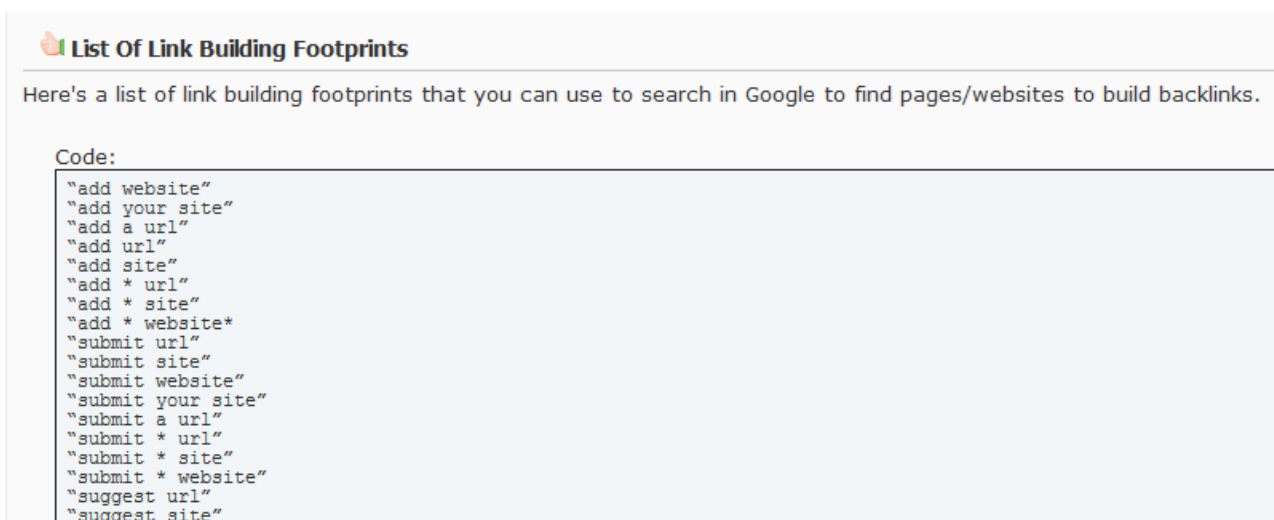 List Of Link Building Footprints
Here's a list of link building footprints that you can use to search in Google to find pages/websites to build backlinks.
Code:
“add website”
“add your site”
“add a url”
“add url”
“add site”
“add * url”
“add * site”
“add * website*
“submit url”
“submit site”
“submit website”
“submit your site”
“submit a url”
“submit * url”
“submit * site”
“submit * website”
“suggest url”
“suggest site”